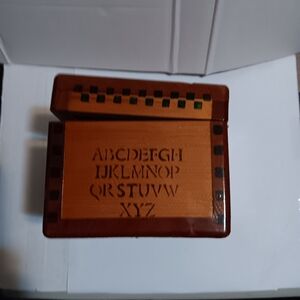 ABCDEFGH
IJKLMNOP
QRSTUVW
XYZ